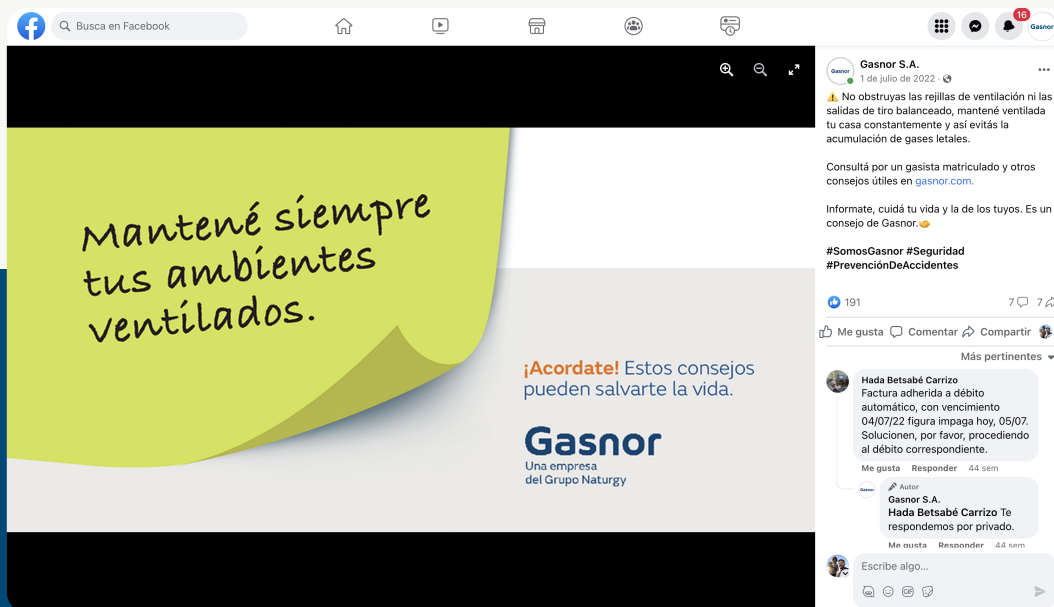 Busca en Facebook
16
Gasnor
Mantené siempre
tus ambientes
ventilados.
¡Acordate! Estos consejos
pueden salvarte la vida.
Gasnor
Una empresa
del Grupo Naturgy
Gasnor
Gasnor S.A.
1 de julio de 2022 ·
⚠ No obstruyas las rejillas de ventilación ni las
salidas de tiro balanceado, mantené ventilada
tu casa constantemente y así evitás la
acumulación de gases letales.
Consultá por un gasista matriculado y otros
consejos útiles en gasnor.com.
Informate, cuidá tu vida y la de los tuyos. Es un
consejo de Gasnor.
#SomosGasnor #Seguridad
#PrevenciónDeAccidentes
191
7 7
Me gusta Comentar Compartir
Más pertinentes
Hada Betsabé Carrizo
Factura adherida a débito
automático, con vencimiento
04/07/22 figura impaga hoy, 05/07.
Solucionen, por favor, procediendo
al débito correspondiente.
Me gusta Responder 44 sem
Autor
Gasnor
Gasnor S.A.
Hada Betsabé Carrizo Te
respondemos por privado.
Me gusta Responder 44 sem
Escribe algo...
GIF